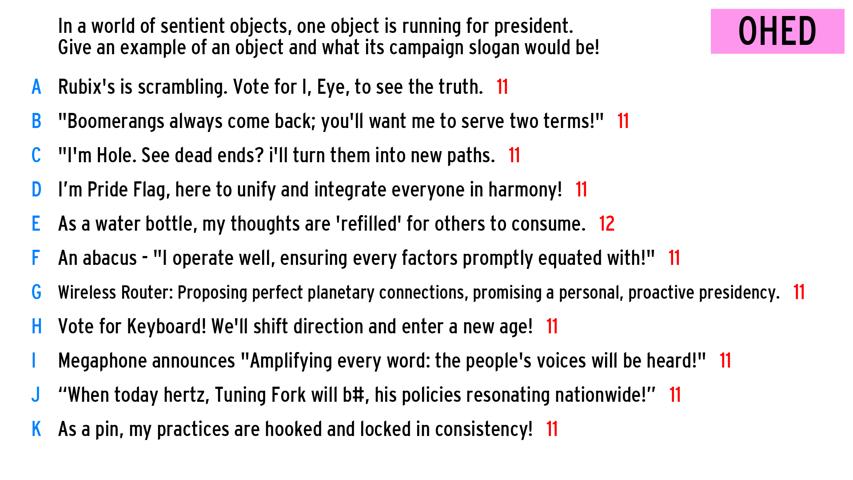 In a world of sentient objects, one object is running for president.
Give an example of an object and what its campaign slogan would be!
OHED
A Rubix's is scrambling. Vote for I, Eye, to see the truth. 11
B "Boomerangs always come back; you'll want me to serve two terms!" 11
C "I'm Hole. See dead ends? i'll turn them into new paths. 11
D I’m Pride Flag, here to unify and integrate everyone in harmony! 11
E As a water bottle, my thoughts are 'refilled' for others to consume. 12
F An abacus - "I operate well, ensuring every factors promptly equated with!" 11
G Wireless Router: Proposing perfect planetary connections, promising a personal, proactive presidency. 11
H Vote for Keyboard! We'll shift direction and enter a new age! 11
I Megaphone announces "Amplifying every word: the people's voices will be heard!" 11
J “When today hertz, Tuning Fork will b#, his policies resonating nationwide!” 11
K As a pin, my practices are hooked and locked in consistency! 11